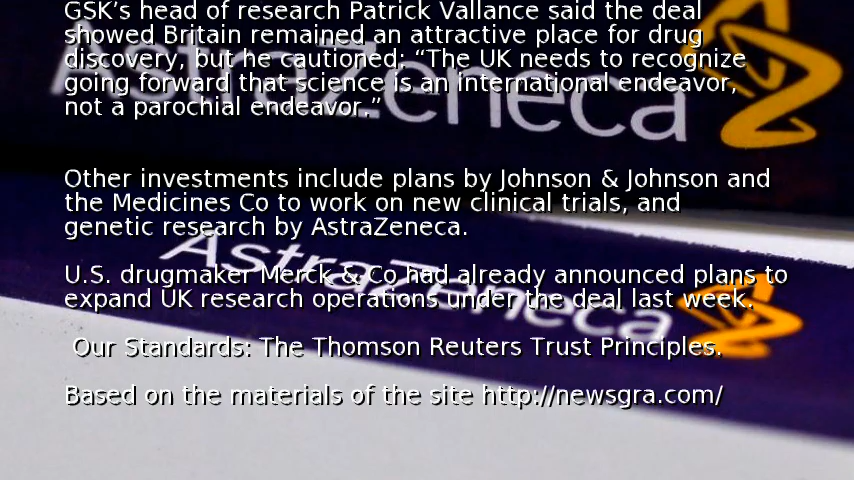 GSK’s head of research Patrick Vallance said the deal
showed Britain remained an attractive place for drug
discovery, but he cautioned: “The UK needs to recognize
going forward that science is an international endeavor,
not a parochial endeavor.”
AstraZeneca
Other investments include plans by Johnson & Johnson and
the Medicines Co to work on new clinical trials, and
genetic research by AstraZeneca.
AstraZeneca
U.S. drugmaker Merck & Co had already announced plans to
expand UK research operations under the deal last week.
Our Standards: The Thomson Reuters Trust Principles.
Based on the materials of the site http://newsgra.com/